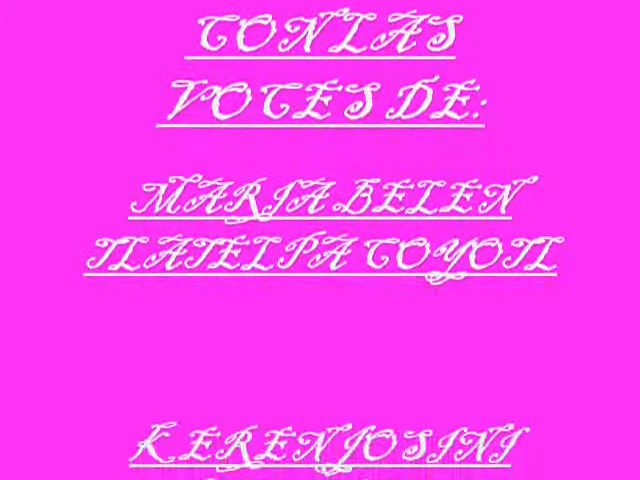 CON LAS
VOCES DE:
MARIA BELEN
TLATELPA COYOTL
KEREN JOSINI